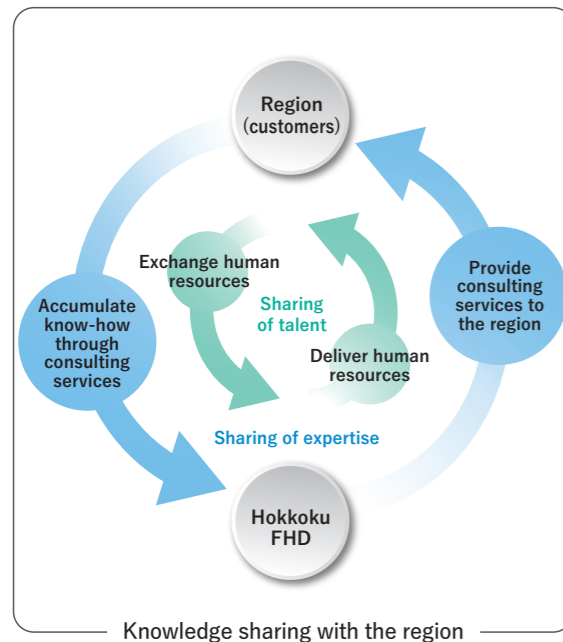 Region
(customers)
Exchange human
resources
Sharing
of talent
Provide
consulting
services to
the region
Accumulate
know-how
through
consulting
services
Deliver human
resources
Sharing of expertise
Hokkoku
FHD
Knowledge sharing with the region